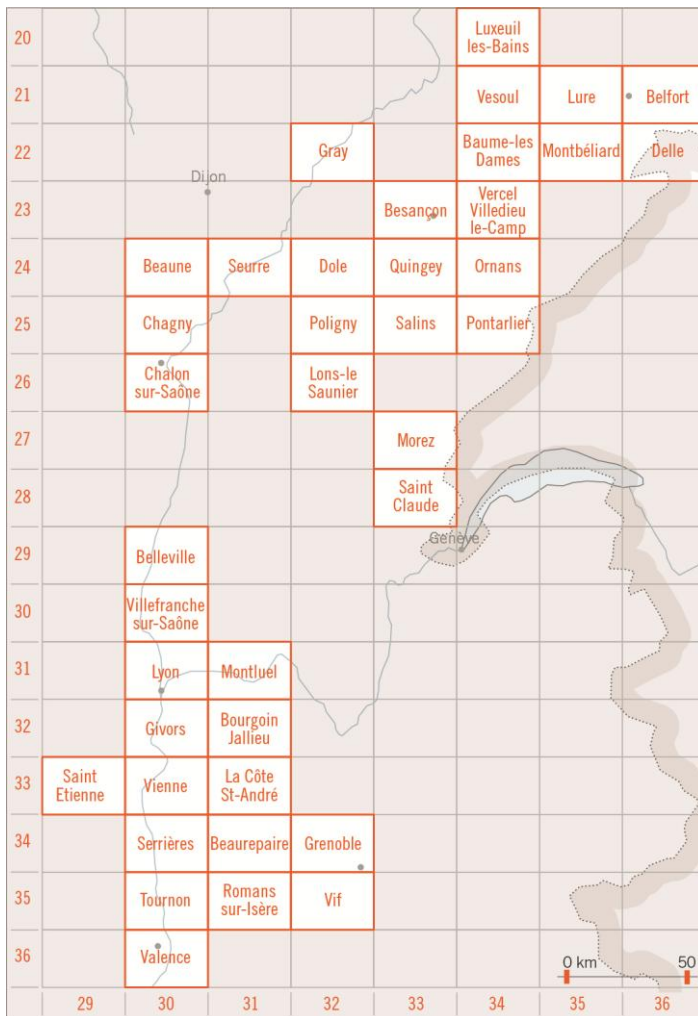 20
Luxeuil
les-Bains
21
Vesoul
Lure
Belfort
22
Gray
Baume-les
Dames
Montbéliard
Delle
Dijon
23
Besançon
Vercel
Villedieu
le-Camp
24
Beaune
Seurre
Dole
Quingey
Ornans
25
Chagny
Poligny
Salins
Pontarlier
26
Chalon
sur-Saône
Lons-le
Saunier
27
Morez
28
Saint
Claude
Genève
29
Belleville
30
Villefranche
sur-Saône
31
Lyon
Montluel
32
Givors
Bourgoin
Jallieu
33
Saint
Etienne
Vienne
La Côte
St-André
34
Serrières
Beaurepaire
Grenoble
35
Tournon
Romans
sur-Isère
Vif
36
Valence
0 km 50
29 30 31 32 33 34 35 36